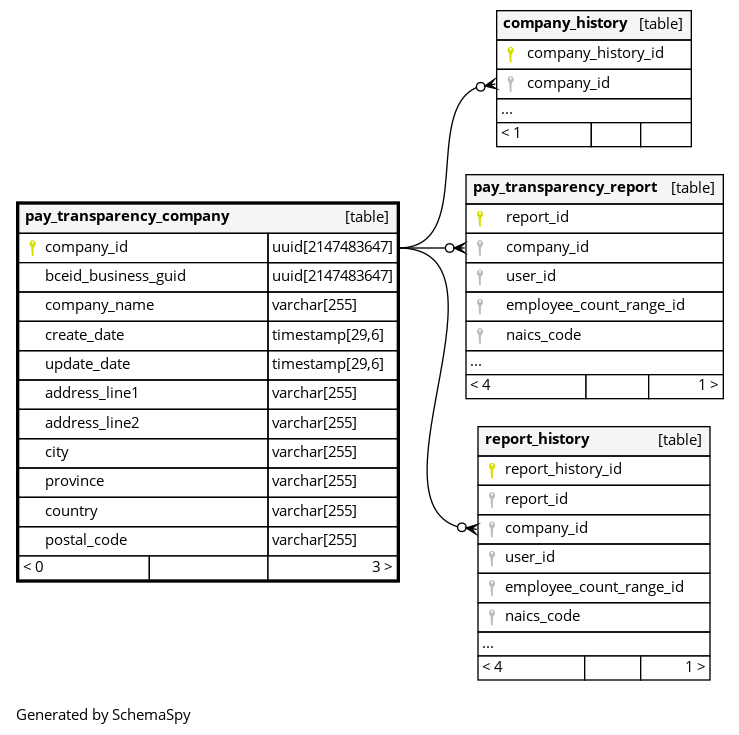 company_history [table]
company_history_id
company_id
...
< 1
pay_transparency_report [table]
report_id
company_id
user_id
employee_count_range_id
naics_code
...
< 4 1 >
pay_transparency_company [table]
company_id uuid[2147483647]
bceid_business_guid uuid[2147483647]
company_name varchar[255]
create_date timestamp[29,6]
update_date timestamp[29,6]
address_line1 varchar[255]
address_line2 varchar[255]
city varchar[255]
province varchar[255]
country varchar[255]
postal_code varchar[255]
< 0 3 >
report_history [table]
report_history_id
report_id
company_id
user_id
employee_count_range_id
naics_code
...
< 4 1 >
Generated by SchemaSpy